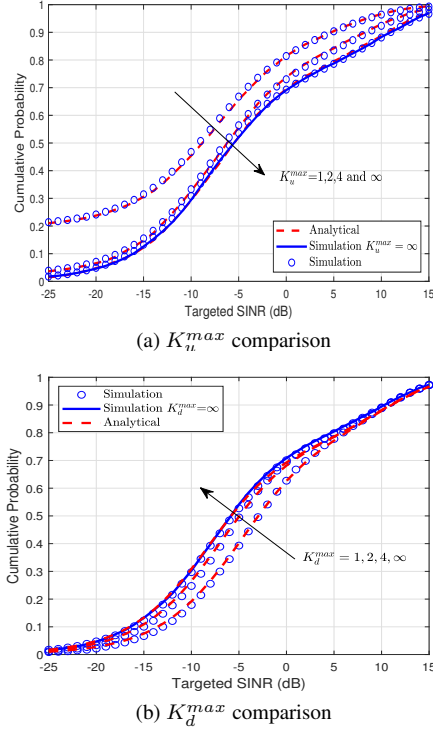 1
0.9
0.8
0.7
0.6
0.5
0.4
0.3
0.2
0.1
0
Cumulative Probability
K_u^{max}=1,2,4 and ∞
Analytical
Simulation K_u^{max} = ∞
Simulation
-25 -20 -15 -10 -5 0 5 10 15
Targeted SINR (dB)
(a) K_u^{max} comparison
1
0.9
0.8
0.7
0.6
0.5
0.4
0.3
0.2
0.1
0
Cumulative Probability
Simulation
Simulation K_d^{max}=∞
Analytical
K_d^{max} = 1, 2, 4, ∞
-25 -20 -15 -10 -5 0 5 10 15
Targeted SINR (dB)
(b) K_d^{max} comparison